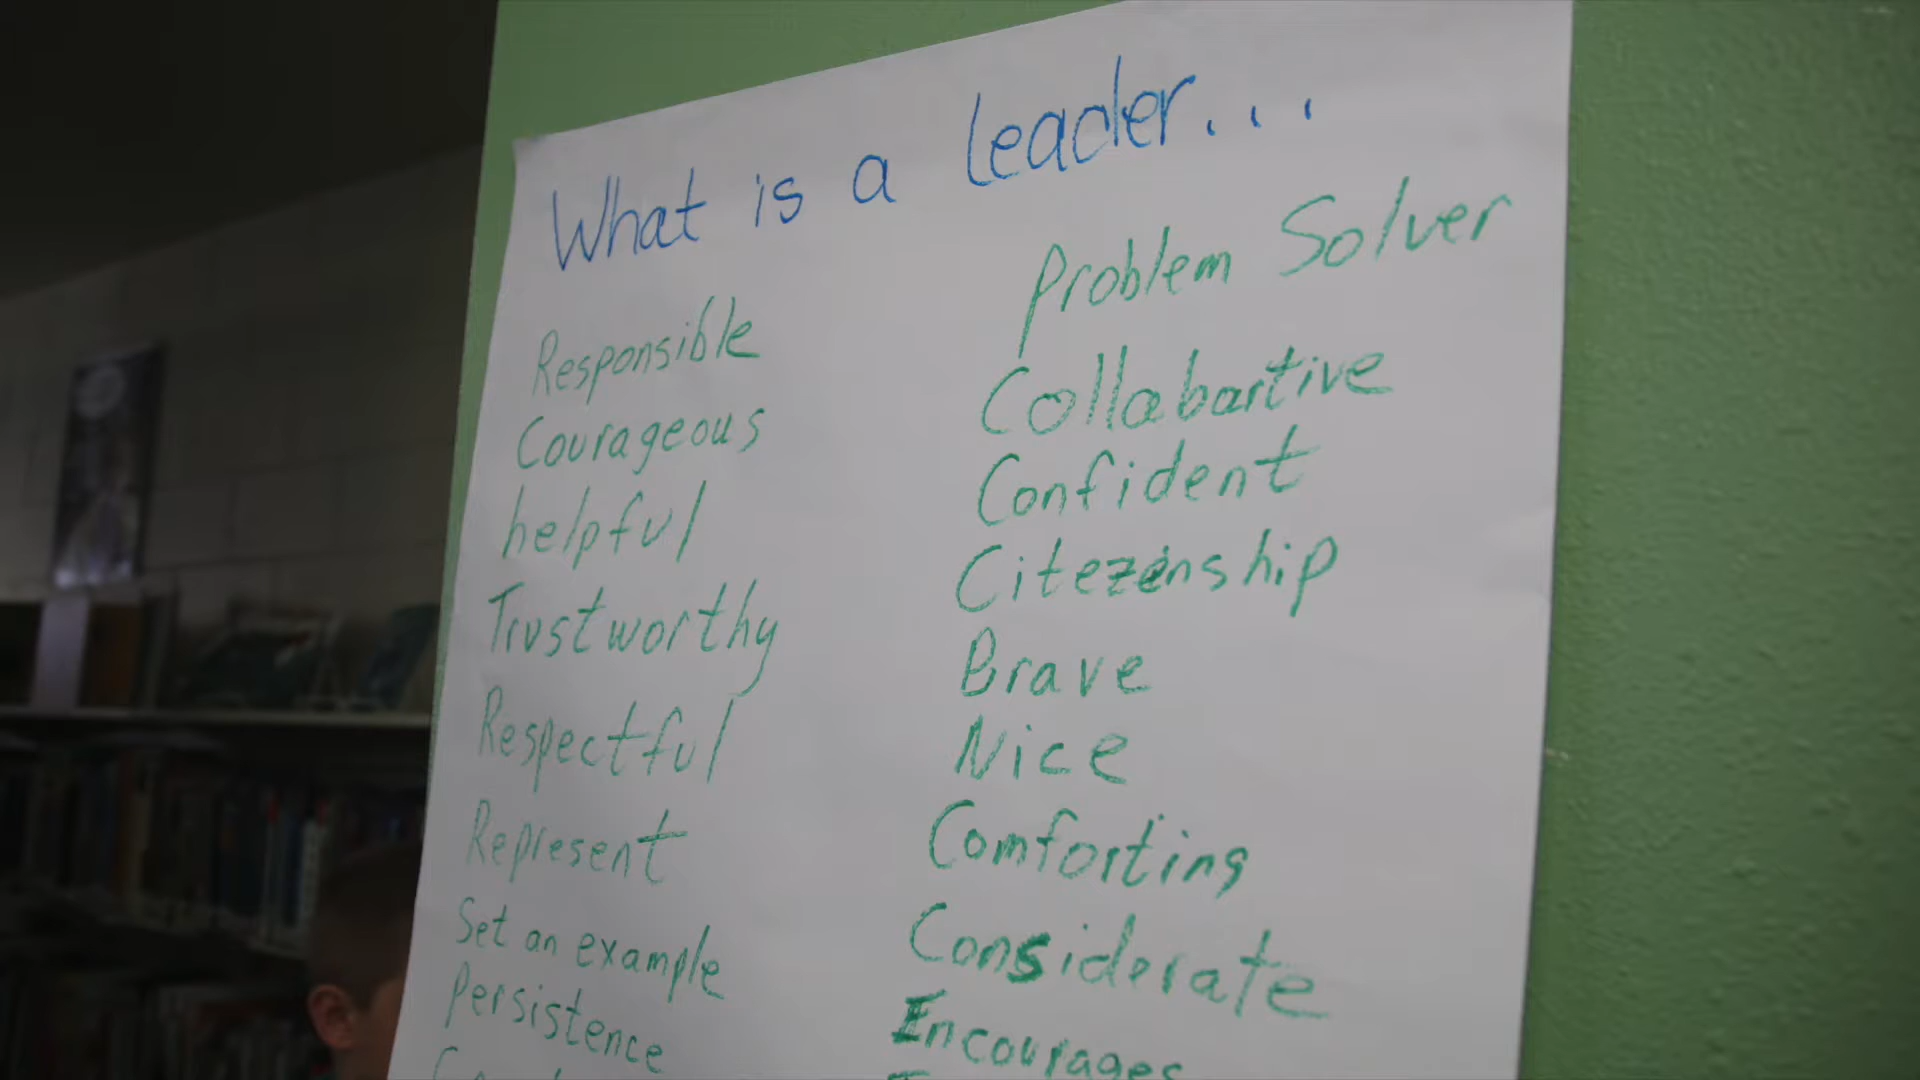 What is a leader...
Responsible
Courageous
helpful
Trustworthy
Respectful
Represent
Set an example
Persistence
Problem Solver
Collabartive
Confident
Citezenship
Brave
Nice
Comforting
Considerate
Encourages